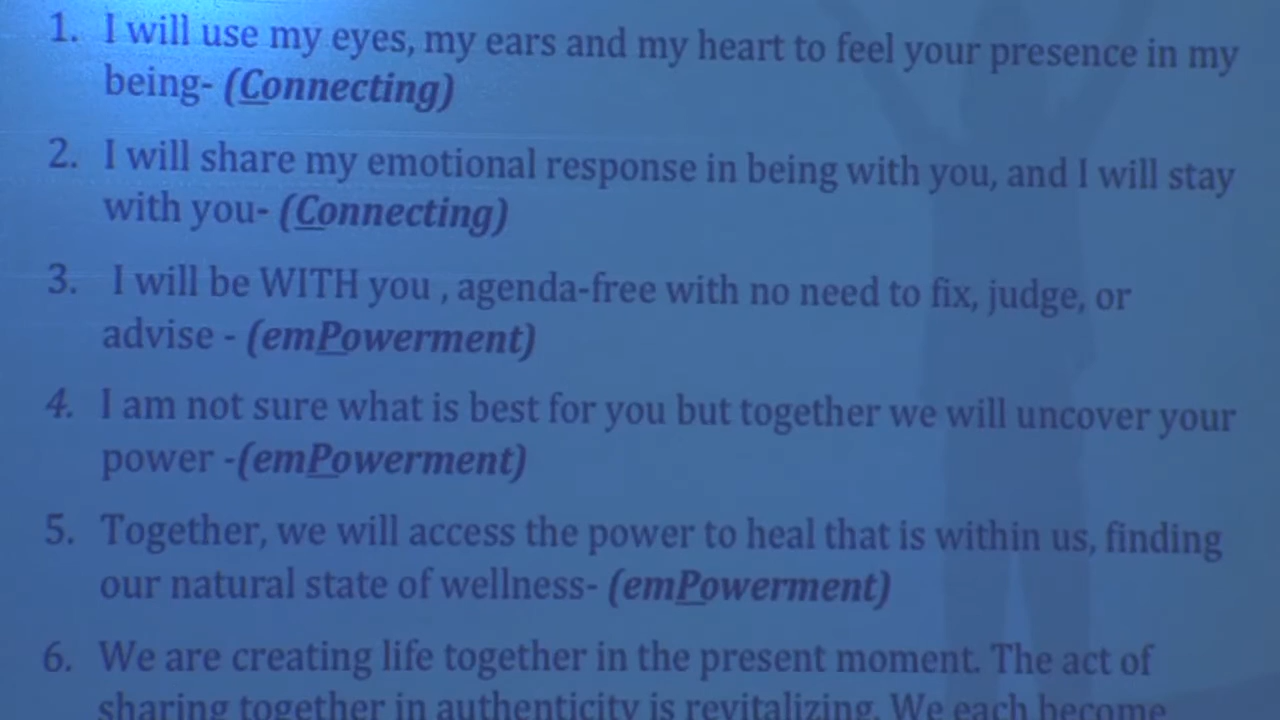 1. I will use my eyes, my ears and my heart to feel your presence in my
being- (Connecting)
2. I will share my emotional response in being with you, and I will stay
with you- (Connecting)
3. I will be WITH you , agenda-free with no need to fix, judge, or
advise - (emPowerment)
4. I am not sure what is best for you but together we will uncover your
power -(emPowerment)
5. Together, we will access the power to heal that is within us, finding
our natural state of wellness- (emPowerment)
6. We are creating life together in the present moment. The act of
sharing together in authenticity is revitalizing. We each become